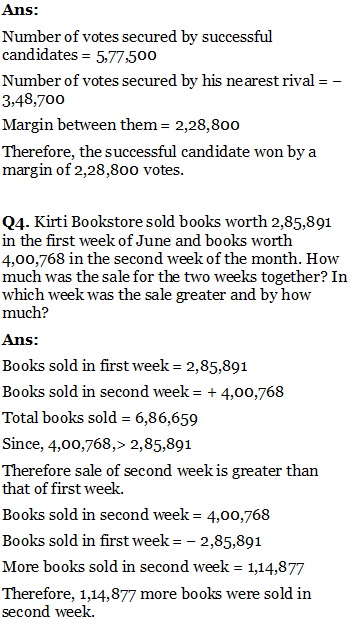 Ans:
Number of votes secured by successful
candidates = 5,77,500
Number of votes secured by his nearest rival = –
3,48,700
Margin between them = 2,28,800
Therefore, the successful candidate won by a
margin of 2,28,800 votes.
Q4. Kirti Bookstore sold books worth 2,85,891
in the first week of June and books worth
4,00,768 in the second week of the month. How
much was the sale for the two weeks together? In
which week was the sale greater and by how
much?
Ans:
Books sold in first week = 2,85,891
Books sold in second week = + 4,00,768
Total books sold = 6,86,659
Since, 4,00,768,> 2,85,891
Therefore sale of second week is greater than
that of first week.
Books sold in second week = 4,00,768
Books sold in first week = – 2,85,891
More books sold in second week = 1,14,877
Therefore, 1,14,877 more books were sold in
second week.